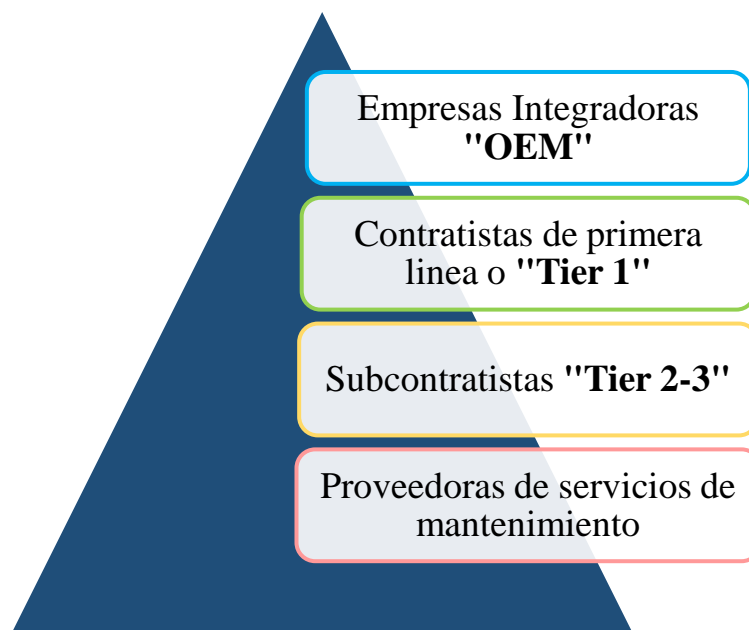 Empresas Integradoras
"OEM"
Contratistas de primera
linea o "Tier 1"
Subcontratistas "Tier 2-3"
Proveedoras de servicios de
mantenimiento